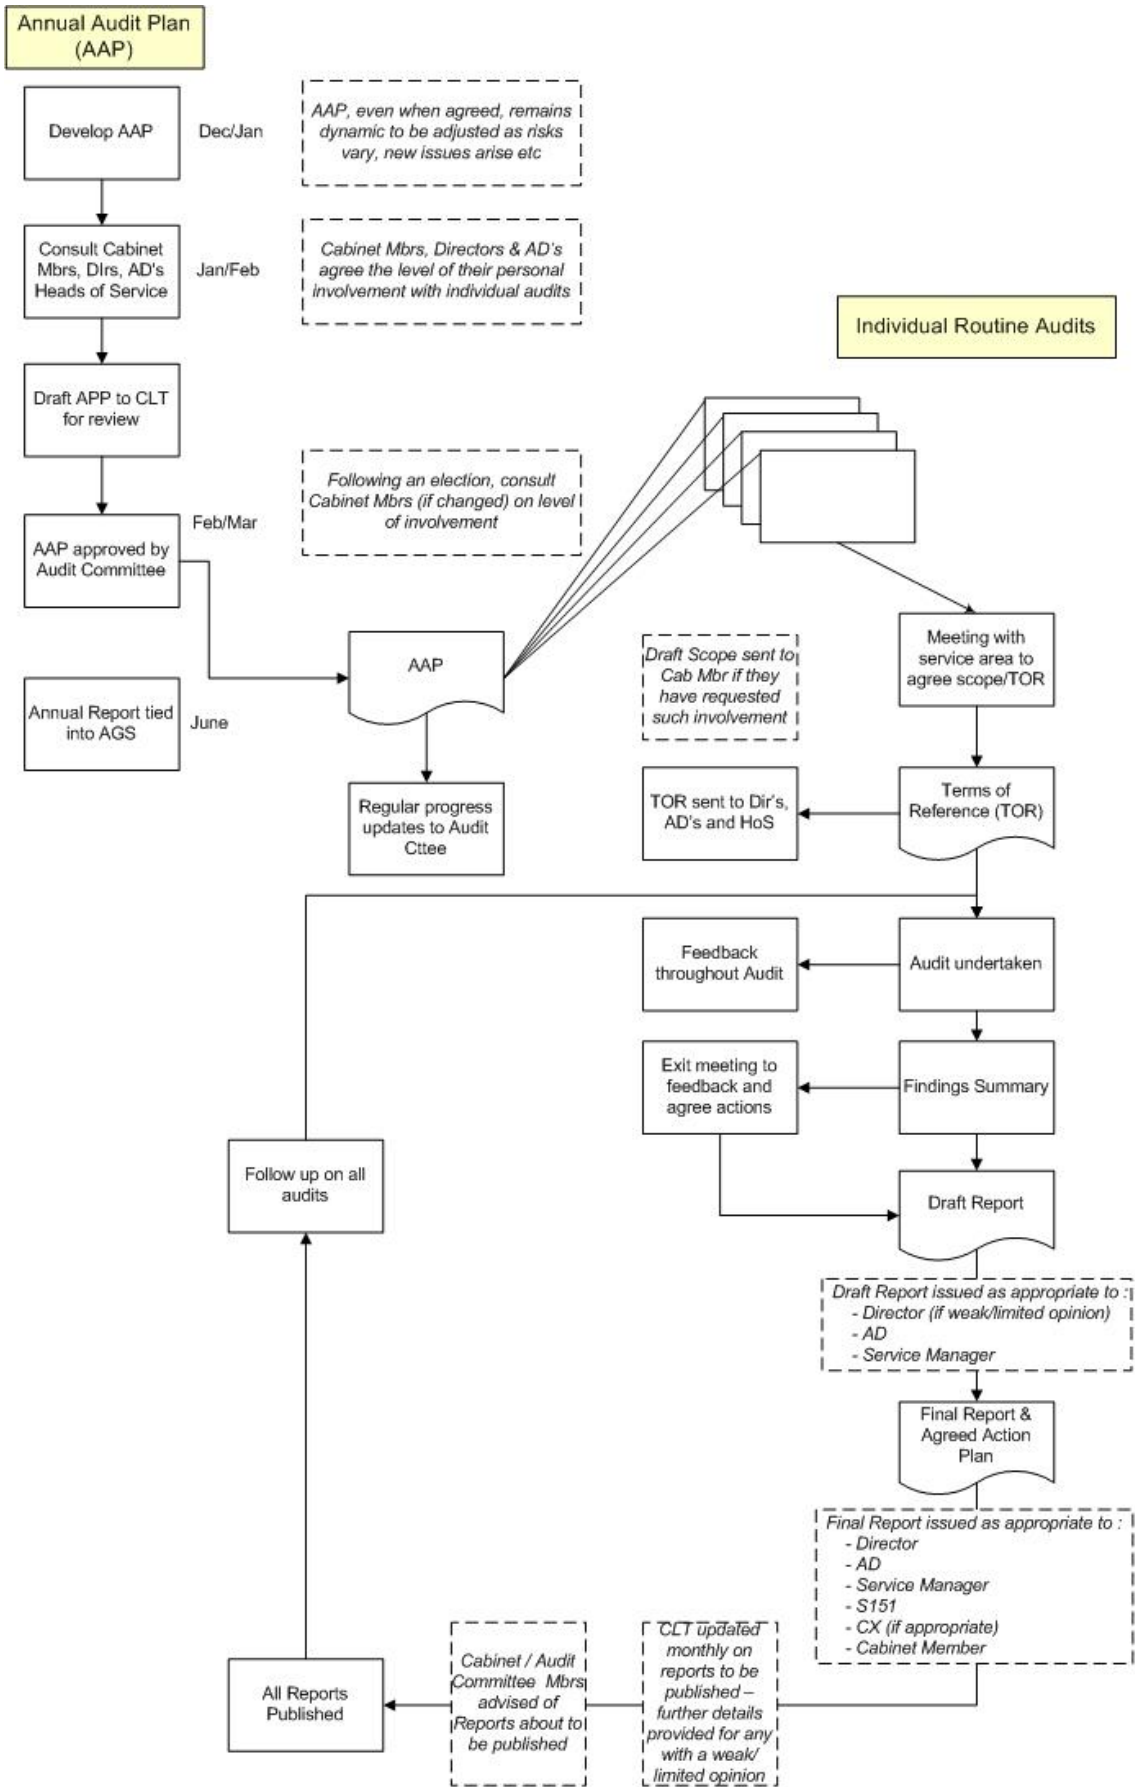 Annual Audit Plan
(AAP)
Develop AAP
Dec/Jan
AAP, even when agreed, remains
dynamic to be adjusted as risks
vary, new issues arise etc
Consult Cabinet
Mbrs, DIrs, AD's
Heads of Service
Jan/Feb
Cabinet Mbrs, Directors & AD's
agree the level of their personal
involvement with individual audits
Individual Routine Audits
Draft APP to CLT
for review
Following an election, consult
Cabinet Mbrs (if changed) on level
of involvement
Feb/Mar
AAP approved by
Audit Committee
AAP
Annual Report tied
into AGS
June
Regular progress
updates to Audit
Cttee
Meeting with
service area to
agree scope/TOR
Draft Scope sent to
Cab Mbr if they
have requested
such involvement
Terms of
Reference (TOR)
TOR sent to Dir's,
AD's and HoS
Audit undertaken
Feedback
throughout Audit
Findings Summary
Exit meeting to
feedback and
agree actions
Draft Report
Draft Report issued as appropriate to :
- Director (if weak/limited opinion)
- AD
- Service Manager
Final Report &
Agreed Action
Plan
Final Report issued as appropriate to :
- Director
- AD
- Service Manager
- S151
- CX (if appropriate)
- Cabinet Member
CLT updated
monthly on
reports to be
published –
further details
provided for any
with a weak/
limited opinion
Cabinet / Audit
Committee Mbrs
advised of
Reports about to
be published
All Reports
Published
Follow up on all
audits